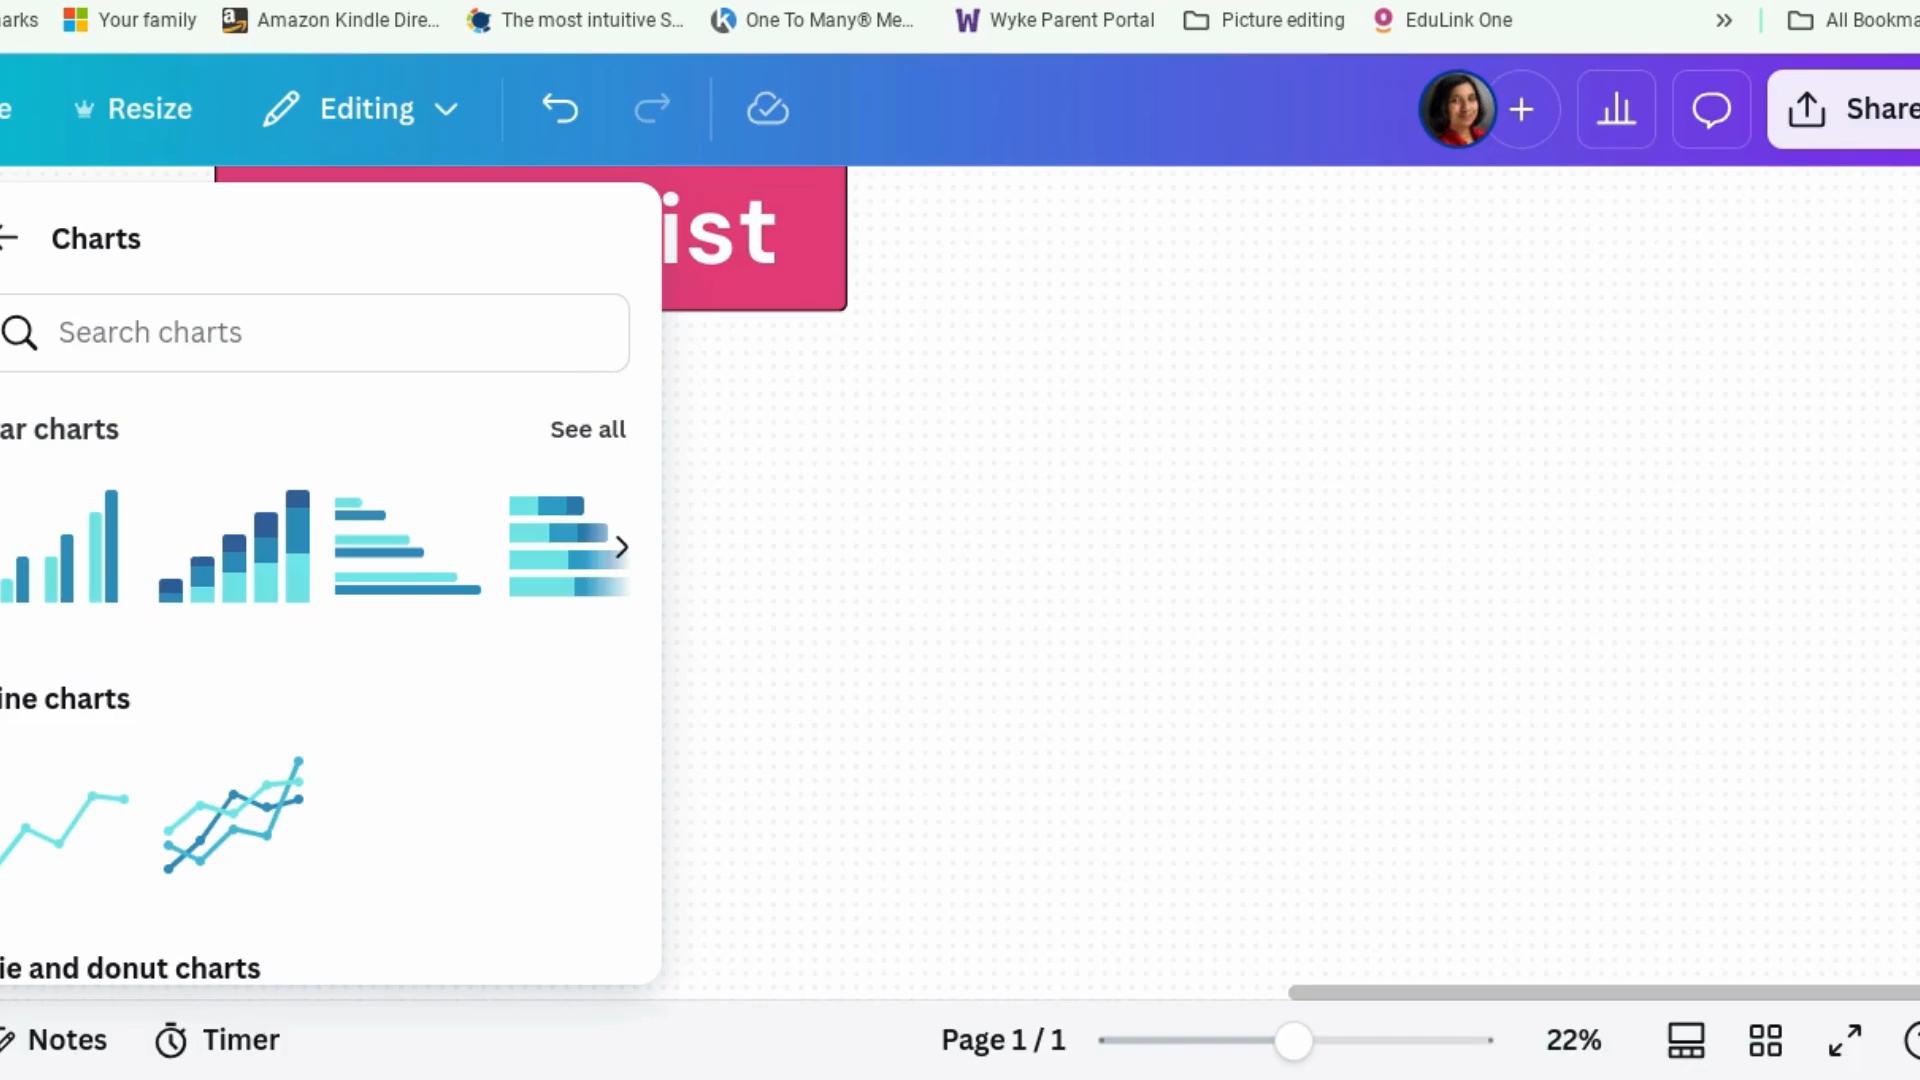 arks Your family Amazon Kindle Dire... The most intuitive S... One To Many® Me... Wyke Parent Portal Picture editing EduLink One All Bookma
e Resize Editing Share
ist
Charts
Search charts
ar charts See all
ine charts
ie and donut charts
Notes Timer Page 1 / 1 22%